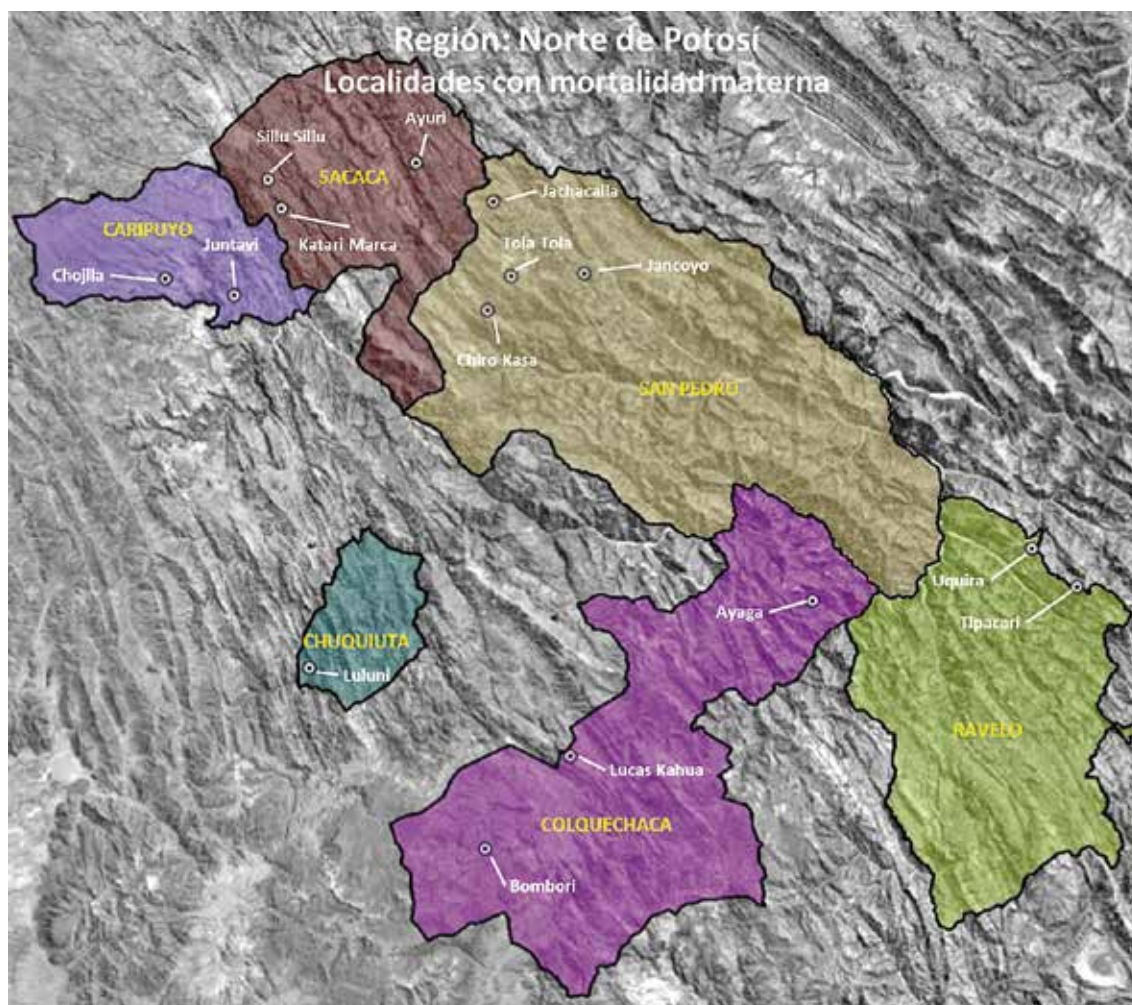 Región: Norte de Potosí
Localidades con mortalidad materna
Ayuri
Sillu Sillu
SACACA
Jachacalla
CARIPUYO
Katari Marca
Juntavi
Tola Tola
Chojlla
Jancoyo
Chiro Kasa
SAN PEDRO
Uquira
Ayaga
Tipacari
CHUQUIUTA
Luluni
RAVELO
Lucas Kahua
COLQUECHACA
Bombori